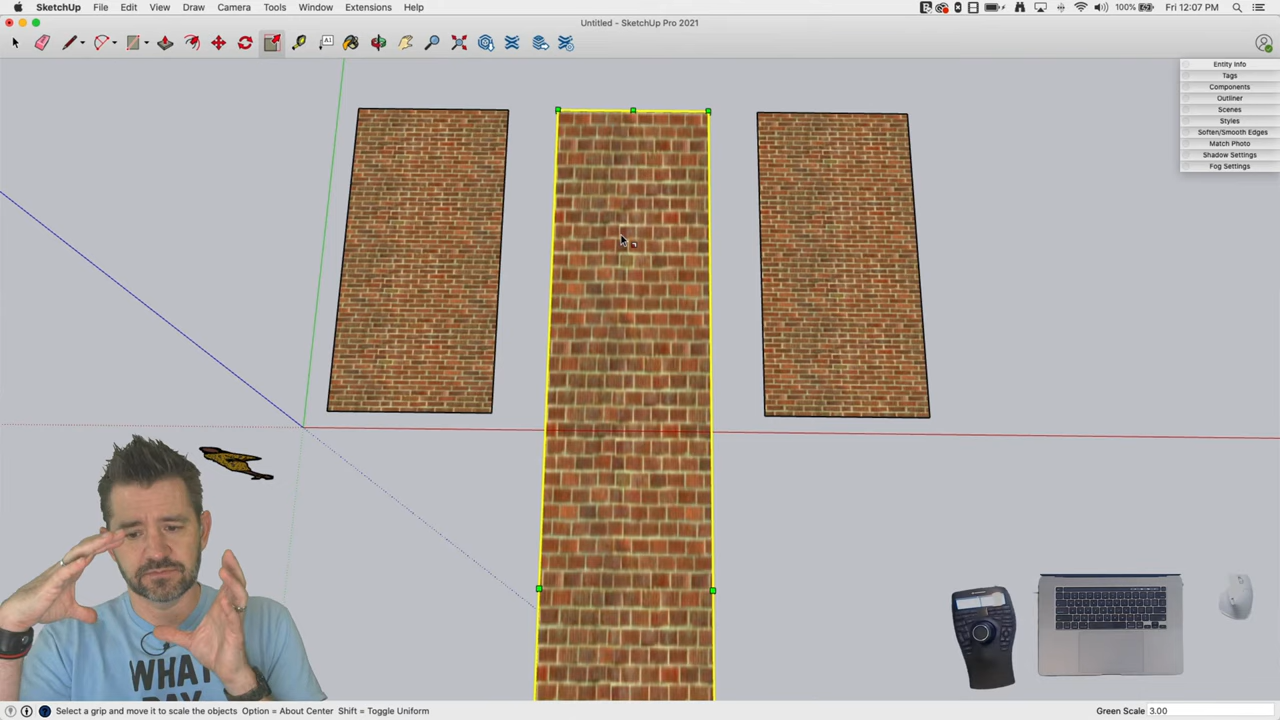 SketchUp File Edit View Draw Camera Tools Window Extensions Help
100% Fri 12:07 PM
Untitled - SketchUp Pro 2021
A1
Entity Info
Tags
Components
Outliner
Scenes
Styles
Soften/Smooth Edges
Match Photo
Shadow Settings
Fog Settings
WHAT
DAY
Select a grip and move it to scale the objects Option = About Center Shift = Toggle Uniform
Green Scale 3.00